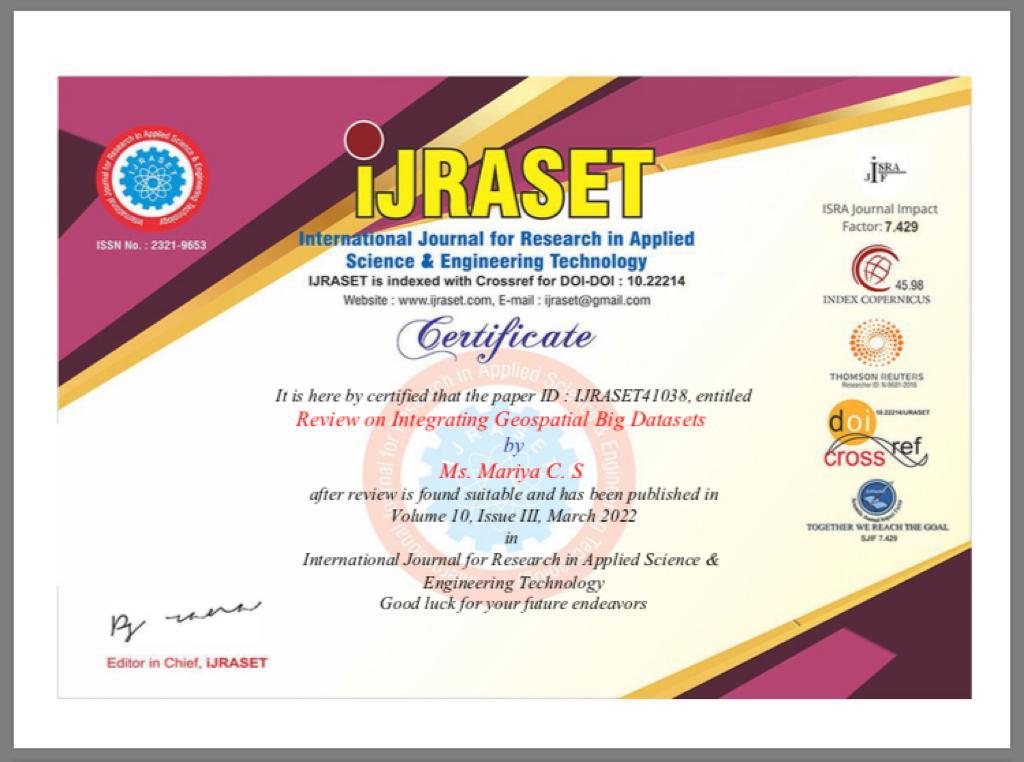 International Journal for Research in Applied Science & Engineering Technology
IJRASET
ISSN No. : 2321-9653
iJRASET
International Journal for Research in Applied
Science & Engineering Technology
IJRASET is indexed with Crossref for DOI-DOI : 10.22214
Website : www.ijraset.com, E-mail : ijraset@gmail.com
Certificate
It is here by certified that the paper ID : IJRASET41038, entitled
Review on Integrating Geospatial Big Datasets
by
Ms. Mariya C. S
after review is found suitable and has been published in
Volume 10, Issue III, March 2022
in
International Journal for Research in Applied Science &
Engineering Technology
Good luck for your future endeavors
Editor in Chief, iJRASET
ISRA
JIF
ISRA Journal Impact
Factor: 7.429
45.98
INDEX COPERNICUS
THOMSON REUTERS
Researcher ID: N-9681-2016
doi
10.22214/IJRASET
cross ref
TOGETHER WE REACH THE GOAL
SJIF 7.429